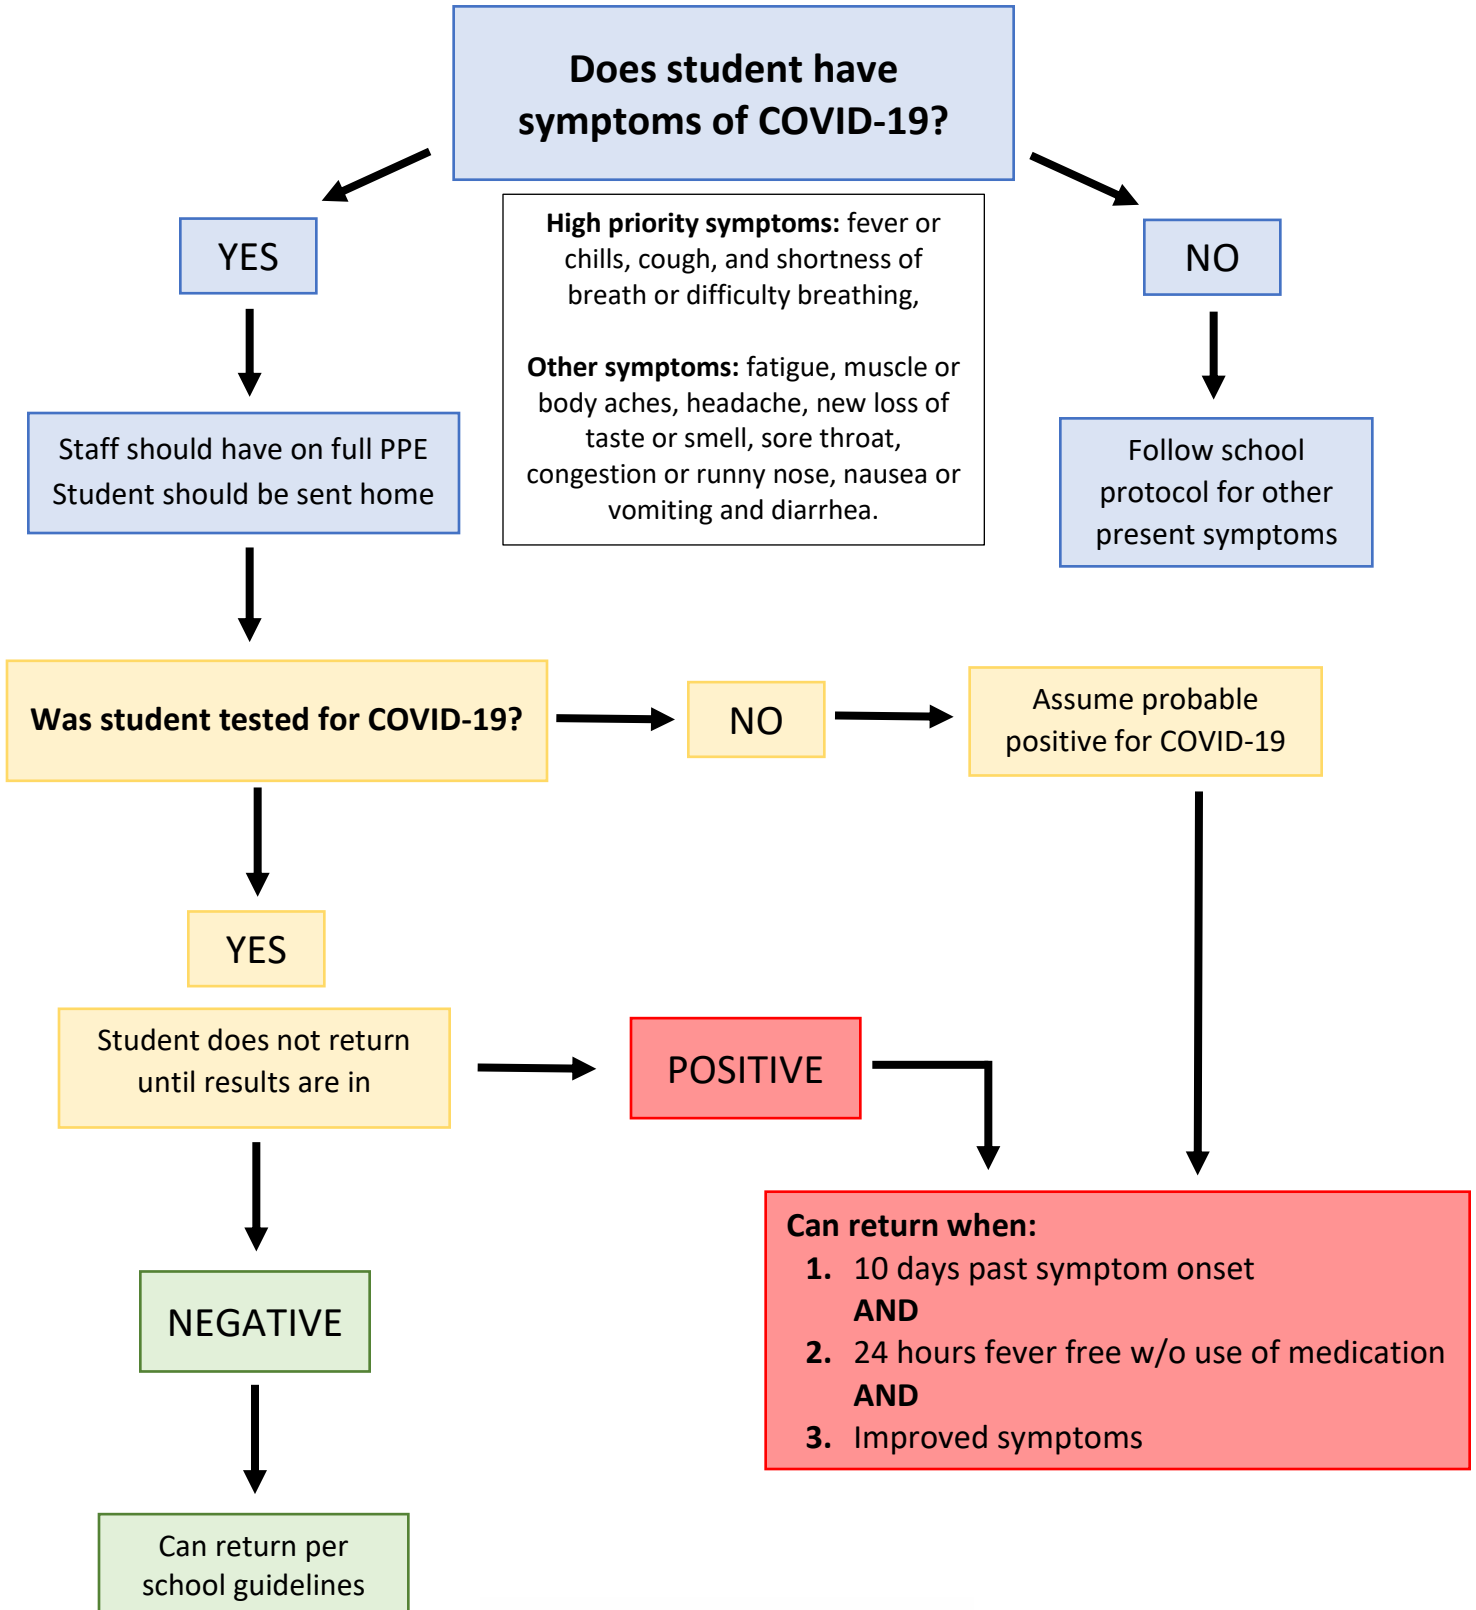 Does student have
symptoms of COVID-19?
High priority symptoms: fever or
chills, cough, and shortness of
breath or difficulty breathing,
Other symptoms: fatigue, muscle or
body aches, headache, new loss of
taste or smell, sore throat,
congestion or runny nose, nausea or
vomiting and diarrhea.
YES
NO
Staff should have on full PPE
Student should be sent home
Follow school
protocol for other
present symptoms
Was student tested for COVID-19?
NO
Assume probable
positive for COVID-19
YES
Student does not return
until results are in
POSITIVE
Can return when:
1. 10 days past symptom onset
AND
2. 24 hours fever free w/o use of medication
AND
3. Improved symptoms
NEGATIVE
Can return per
school guidelines